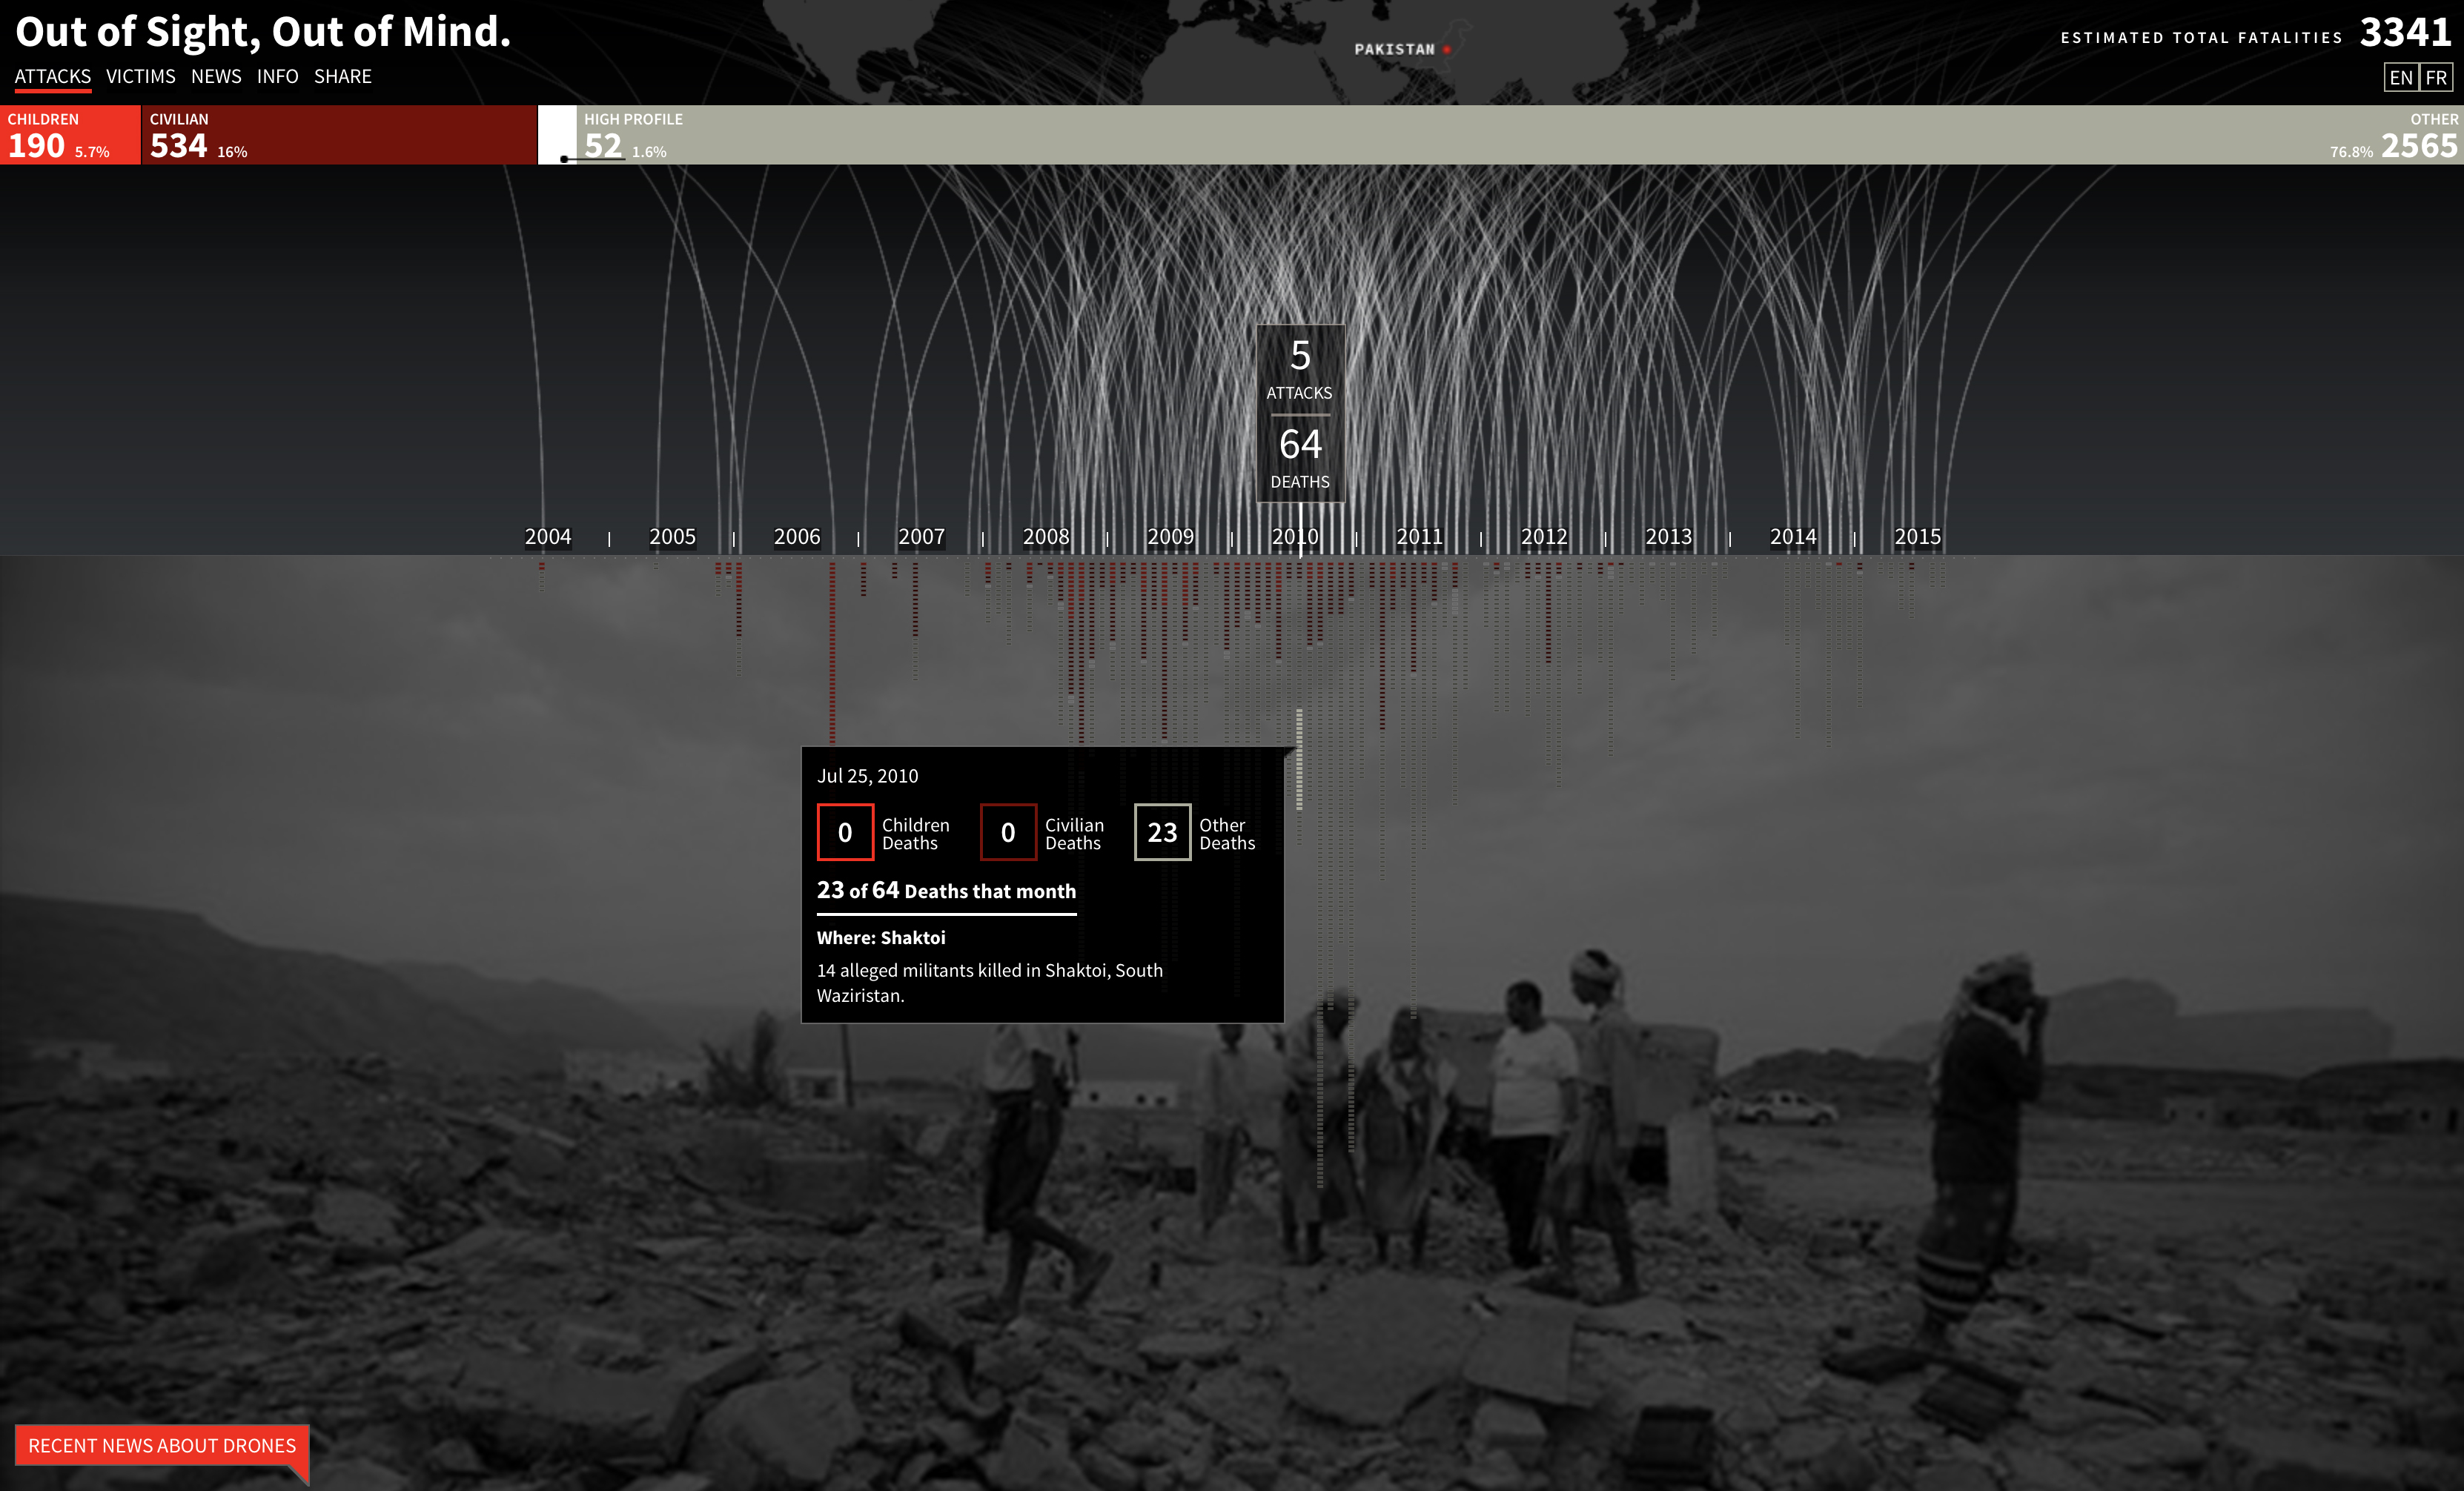 Out of Sight, Out of Mind.
ATTACKS VICTIMS NEWS INFO SHARE
PAKISTAN
ESTIMATED TOTAL FATALITIES 3341
EN FR
CHILDREN
190 5.7%
CIVILIAN
534 16%
HIGH PROFILE
52 1.6%
OTHER
76.8% 2565
5
ATTACKS
64
DEATHS
2004 2005 2006 2007 2008 2009 2010 2011 2012 2013 2014 2015
Jul 25, 2010
0 Children Deaths
0 Civilian Deaths
23 Other Deaths
23 of 64 Deaths that month
Where: Shaktoi
14 alleged militants killed in Shaktoi, South
Waziristan.
RECENT NEWS ABOUT DRONES